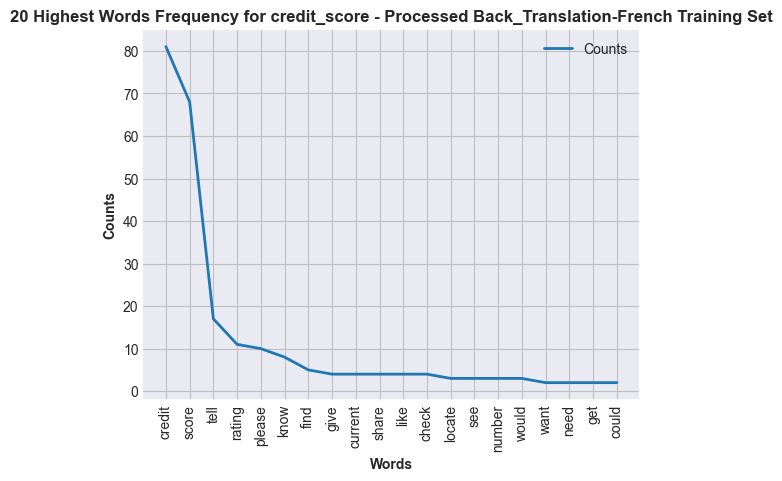 20 Highest Words Frequency for credit_score - Processed Back_Translation-French Training Set
Counts
80
70
60
50
40
30
20
10
0
Counts
credit
score
tell
rating
please
know
find
give
current
share
like
check
locate
see
number
would
want
need
get
could
Words